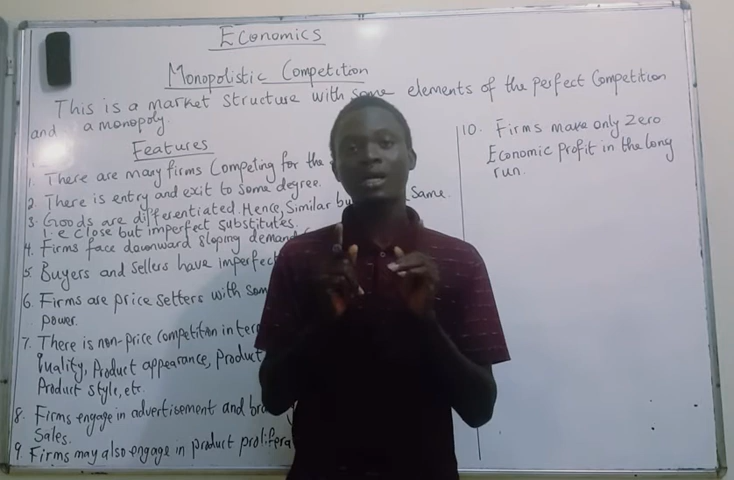 Economics
Monopolistic Competition
This is a market structure with some elements of the perfect Competition
and a monopoly.
Features
1. There are many firms Competing for the
2. There is entry and exit to some degree.
3. Goods are differentiated. Hence, Similar but Same.
i.e Close but imperfect substitutes.
4. Firms face downward sloping demand
5. Buyers and Sellers have imperfect
6. Firms are price setters with some
power.
7. There is non-price competition in terms
quality, Product appearance, Product
Product style, etc.
8. Firms engage in advertisement and
Sales.
9. Firms may also engage in product prolifera
10. Firms make only Zero
Economic Profit in the long
run.